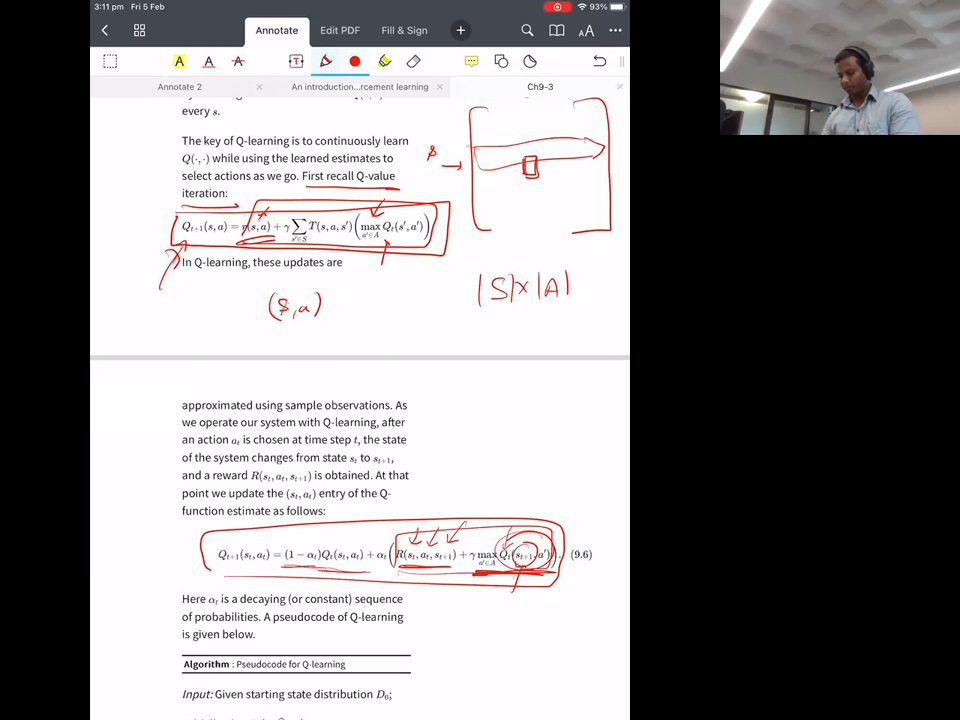 3:11 pm Fri 5 Feb
93%
Annotate
Edit PDF
Fill & Sign
Annotate 2
An introduction...rcement learning
Ch9-3
every s.
The key of Q-learning is to continuously learn
Q(·,·) while using the learned estimates to
select actions as we go. First recall Q-value
iteration:
Q_{t+1}(s,a) = r(s,a) + γ ∑_{s'∈S} T(s,a,s') ( max_{a'∈A} Q_t(s',a') )
In Q-learning, these updates are
(s,a)
s
|S|×|A|
approximated using sample observations. As
we operate our system with Q-learning, after
an action a_t is chosen at time step t, the state
of the system changes from state s_t to s_{t+1},
and a reward R(s_t, a_t, s_{t+1}) is obtained. At that
point we update the (s_t, a_t) entry of the Q-
function estimate as follows:
Q_{t+1}(s_t, a_t) = (1 − α_t)Q_t(s_t, a_t) + α_t ( R(s_t, a_t, s_{t+1}) + γ max_{a'∈A} Q_t(s_{t+1}, a') ). (9.6)
Here α_t is a decaying (or constant) sequence
of probabilities. A pseudocode of Q-learning
is given below.
Algorithm : Pseudocode for Q-learning
Input: Given starting state distribution D_0;